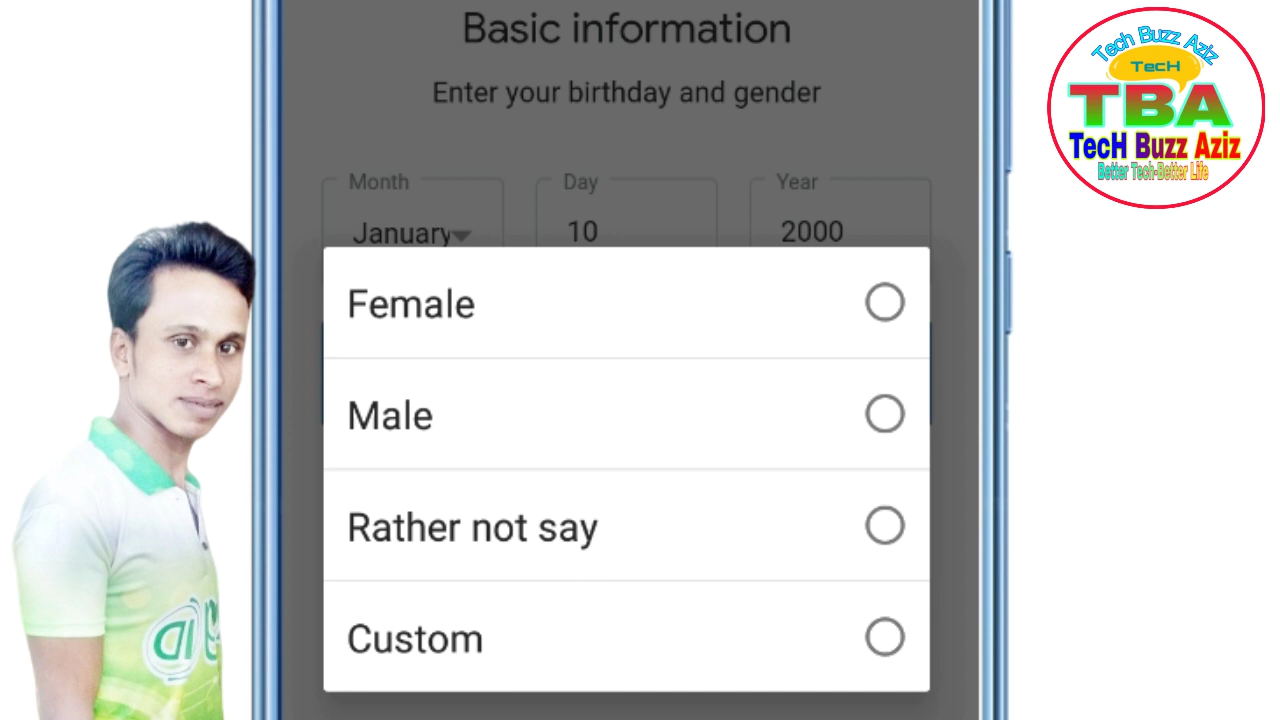 Basic information
Enter your birthday and gender
Month Day Year
January 10 2000
Female
Male
Rather not say
Custom
Tech Buzz Aziz
TecH
TBA
TecH Buzz Aziz
Better Tech-Better Life